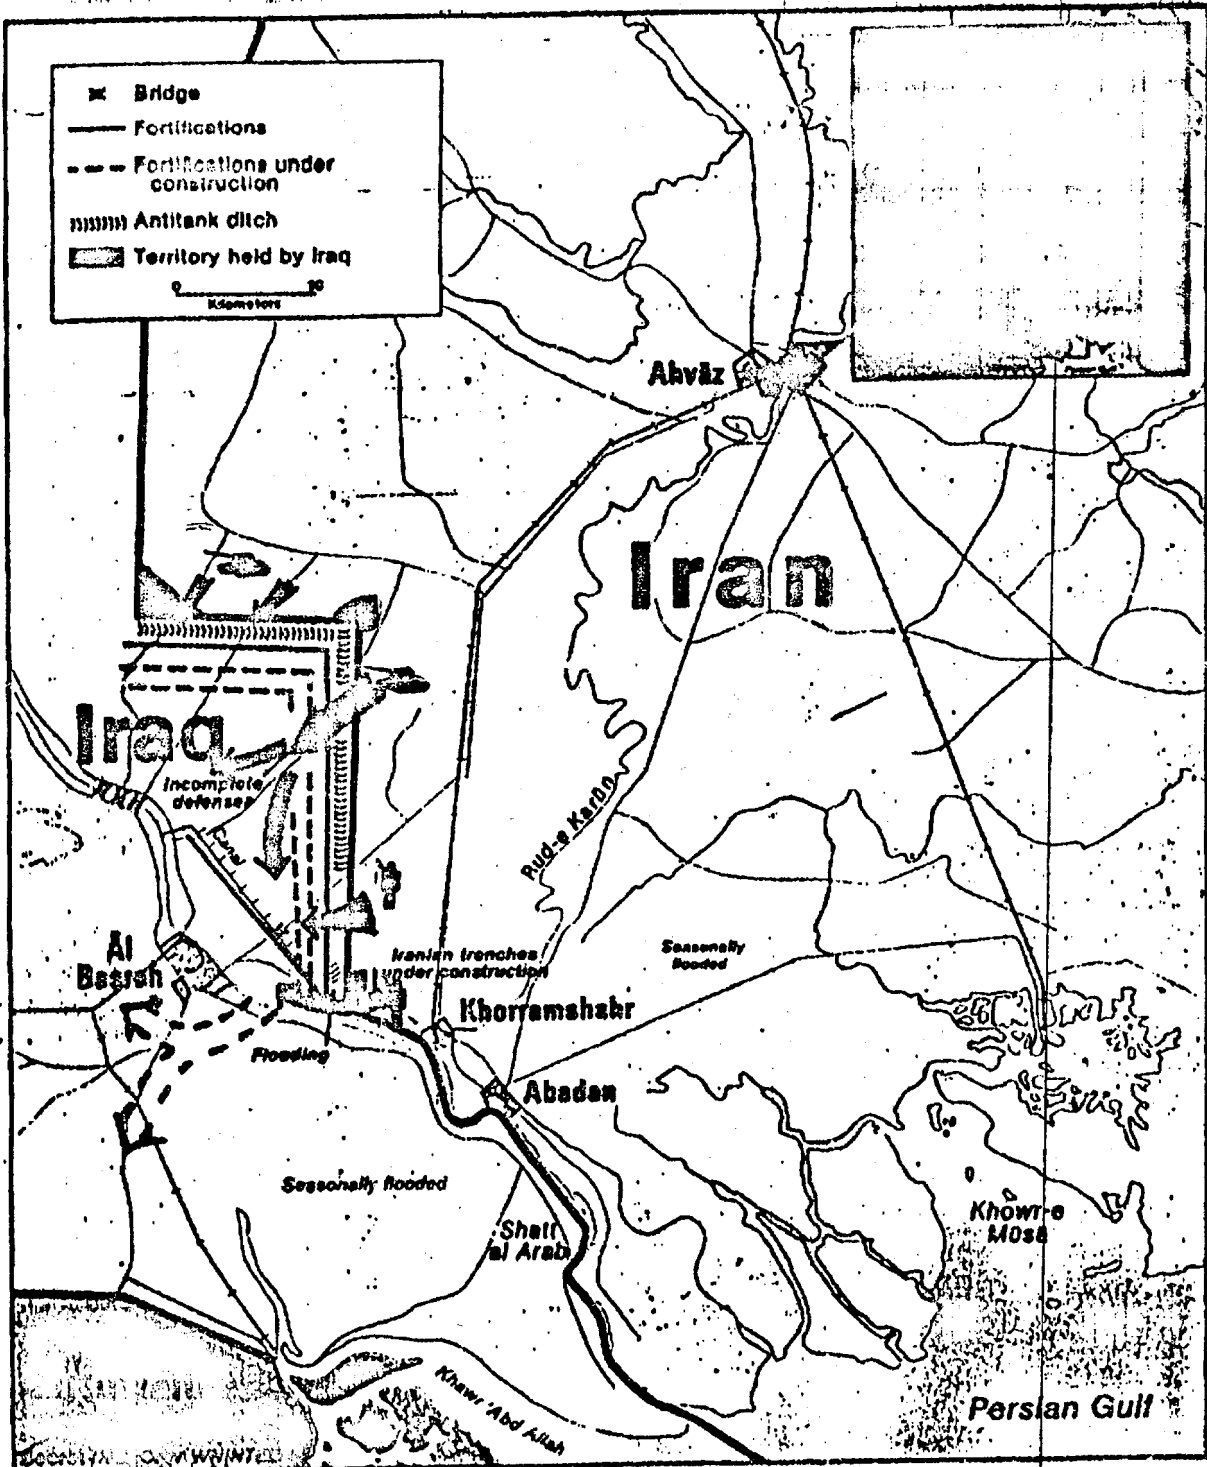 Bridge
Fortifications
Fortifications under
construction
Antitank ditch
Territory held by Iraq
0 10
Kilometers
Ahvāz
Iran
Iraq
Incomplete
defenses
Canal
Rud-e Karūn
Al
Basrah
Iranian trenches
under construction
Seasonally
flooded
Khorramshahr
Flooding
Abadan
Seasonally flooded
Shatt
al Arab
Khowr-e
Mūsá
Khawr 'Abd Allah
Persian Gulf